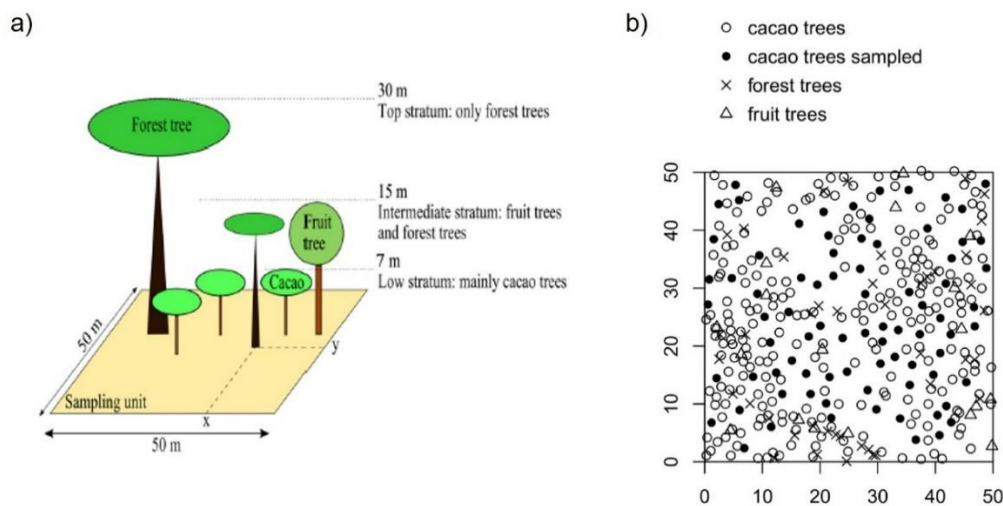 a)
30 m
Top stratum: only forest trees
Forest tree
15 m
Intermediate stratum: fruit trees
and forest trees
Fruit
tree
7 m
Low stratum: mainly cacao trees
Cacao
50 m
y
Sampling unit
x
50 m
b)
cacao trees
cacao trees sampled
forest trees
fruit trees
50
40
30
20
10
0
0 10 20 30 40 50